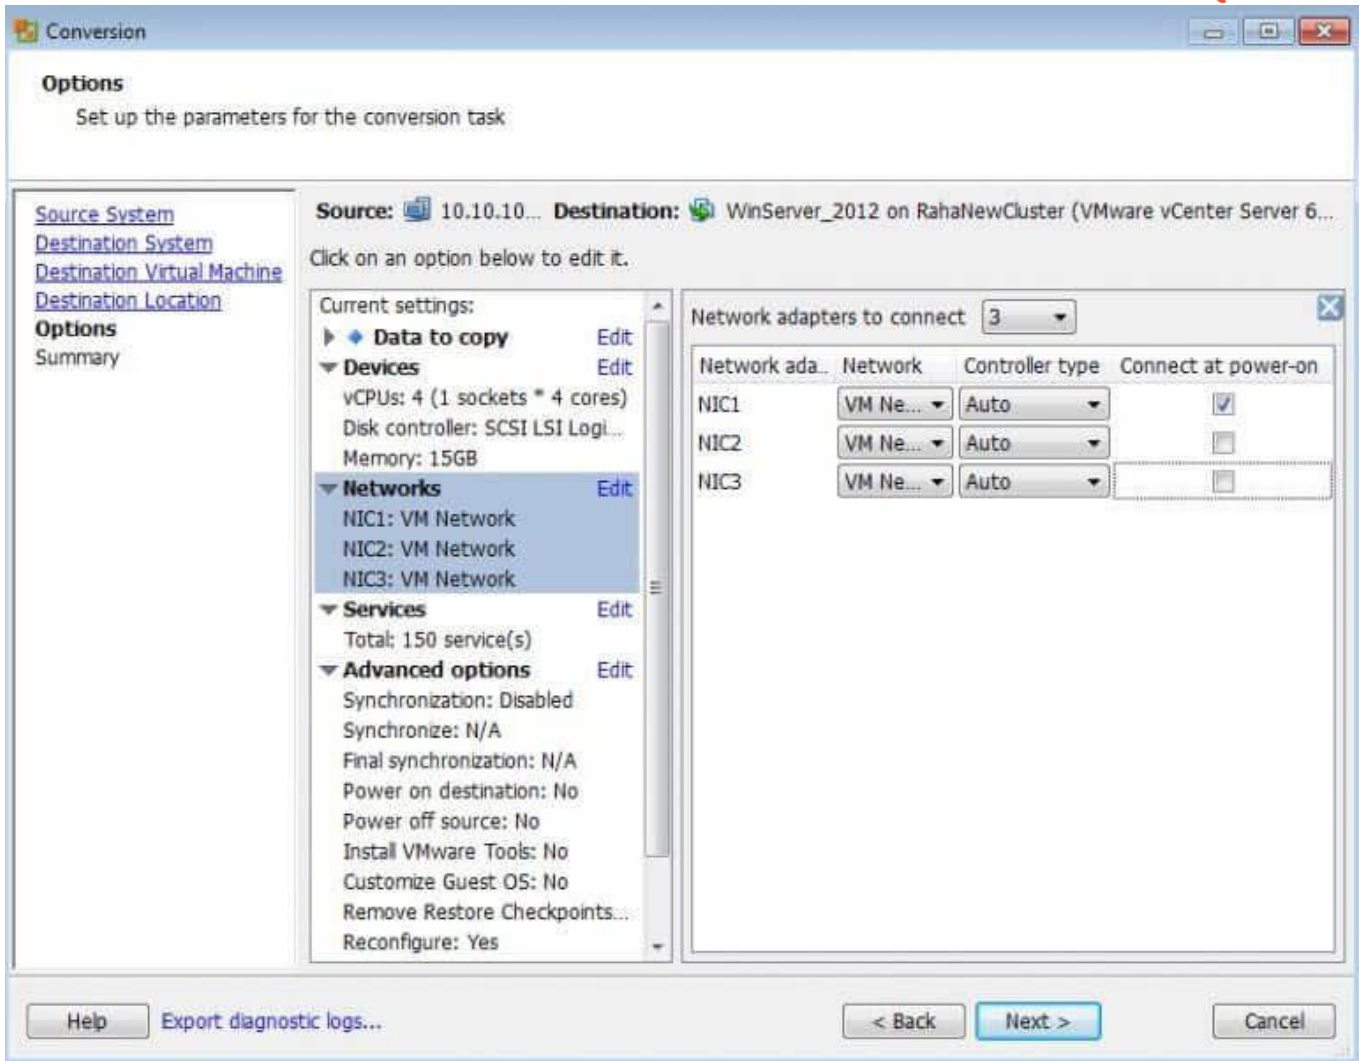 Conversion
Options
Set up the parameters for the conversion task
Source System
Destination System
Destination Virtual Machine
Destination Location
Options
Summary
Source: 10.10.10... Destination: WinServer_2012 on RahaNewCluster (VMware vCenter Server 6...
Click on an option below to edit it.
Current settings:
Data to copy Edit
Devices Edit
vCPUs: 4 (1 sockets * 4 cores)
Disk controller: SCSI LSI Logi...
Memory: 15GB
Networks Edit
NIC1: VM Network
NIC2: VM Network
NIC3: VM Network
Services Edit
Total: 150 service(s)
Advanced options Edit
Synchronization: Disabled
Synchronize: N/A
Final synchronization: N/A
Power on destination: No
Power off source: No
Install VMware Tools: No
Customize Guest OS: No
Remove Restore Checkpoints...
Reconfigure: Yes
Network adapters to connect 3
Network ada... Network Controller type Connect at power-on
NIC1 VM Ne... Auto
NIC2 VM Ne... Auto
NIC3 VM Ne... Auto
Help Export diagnostic logs... < Back Next > Cancel